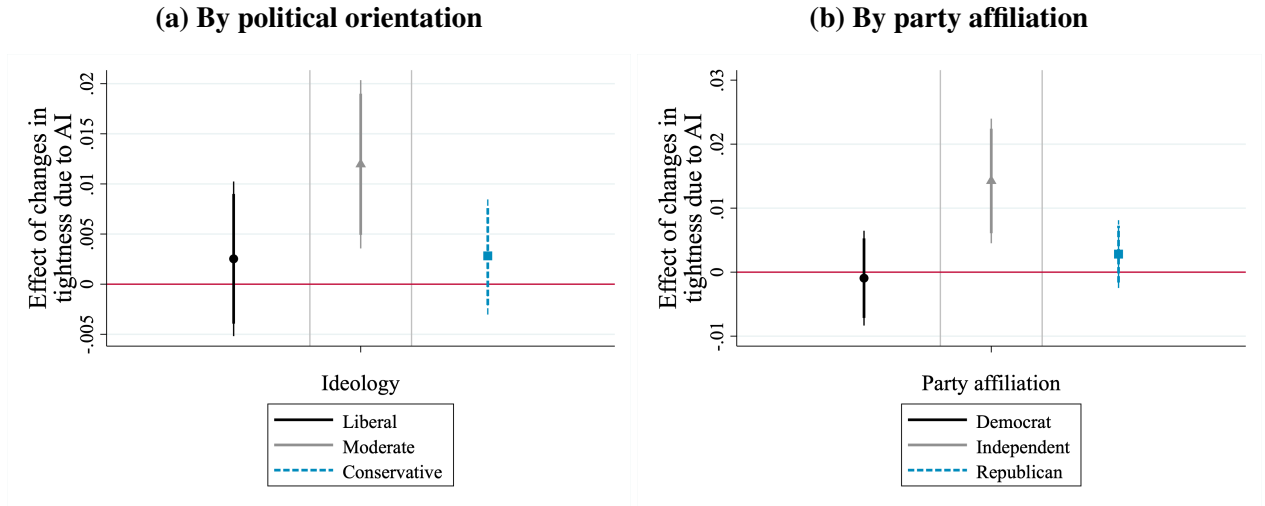 (a) By political orientation
Effect of changes in
tightness due to AI
.02
.015
.01
.005
0
-.005
Ideology
Liberal
Moderate
Conservative
(b) By party affiliation
Effect of changes in
tightness due to AI
.03
.02
.01
0
-.01
Party affiliation
Democrat
Independent
Republican